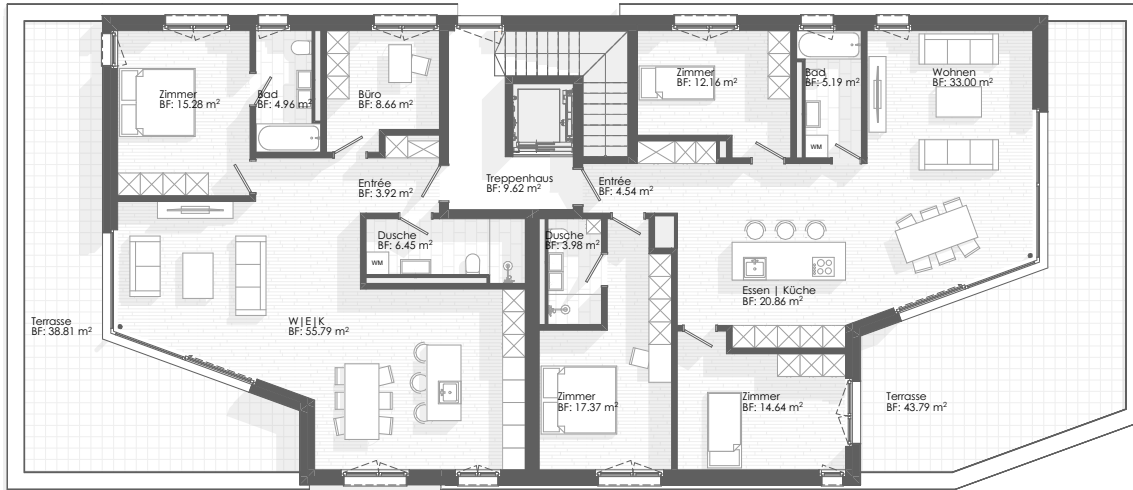 Zimmer
BF: 15.28 m²
Bad
BF: 4.96 m²
Büro
BF: 8.66 m²
Zimmer
BF: 12.16 m²
Bad
BF: 5.19 m²
Wohnen
BF: 33.00 m²
WM
Entrée
BF: 3.92 m²
Treppenhaus
BF: 9.62 m²
Entrée
BF: 4.54 m²
Dusche
BF: 6.45 m²
WM
Dusche
BF: 3.98 m²
Essen | Küche
BF: 20.86 m²
Terrasse
BF: 38.81 m²
W|E|K
BF: 55.79 m²
Zimmer
BF: 17.37 m²
Zimmer
BF: 14.64 m²
Terrasse
BF: 43.79 m²